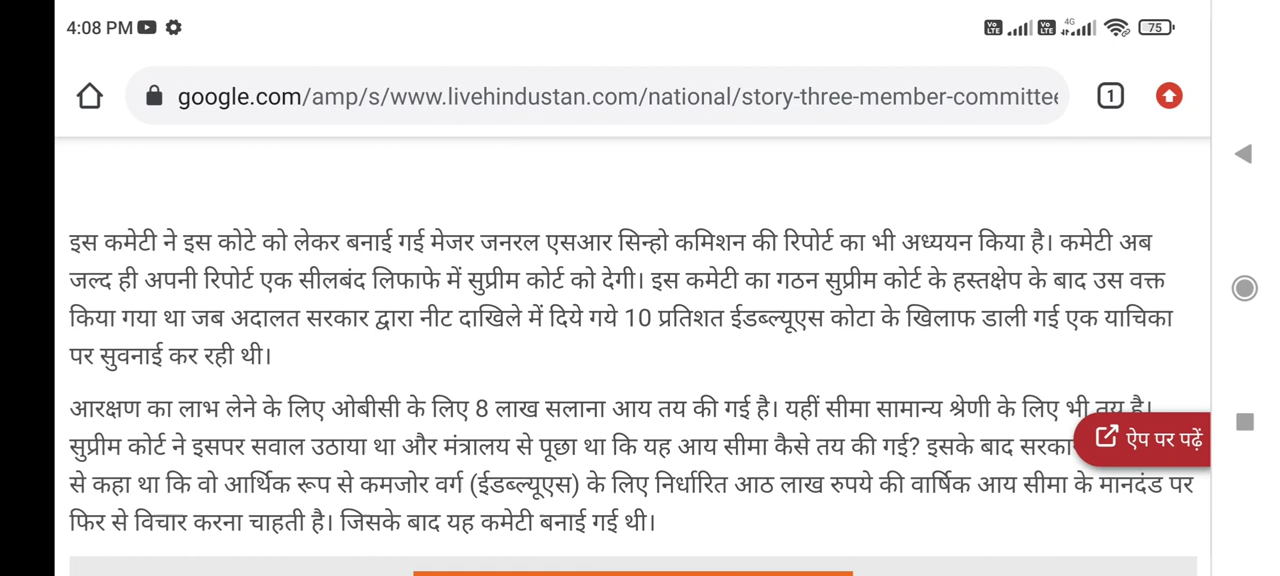 4:08 PM
4G
75
google.com/amp/s/www.livehindustan.com/national/story-three-member-committee
1
इस कमेटी ने इस कोटे को लेकर बनाई गई मेजर जनरल एसआर सिन्हो कमिशन की रिपोर्ट का भी अध्ययन किया है। कमेटी अब
जल्द ही अपनी रिपोर्ट एक सीलबंद लिफाफे में सुप्रीम कोर्ट को देगी। इस कमेटी का गठन सुप्रीम कोर्ट के हस्तक्षेप के बाद उस वक्त
किया गया था जब अदालत सरकार द्वारा नीट दाखिले में दिये गये 10 प्रतिशत ईडब्ल्यूएस कोटा के खिलाफ डाली गई एक याचिका
पर सुवनाई कर रही थी।
आरक्षण का लाभ लेने के लिए ओबीसी के लिए 8 लाख सलाना आय तय की गई है। यहीं सीमा सामान्य श्रेणी के लिए भी तय है।
सुप्रीम कोर्ट ने इसपर सवाल उठाया था और मंत्रालय से पूछा था कि यह आय सीमा कैसे तय की गई? इसके बाद
ऐप पर पढ़ें
से कहा था कि वो आर्थिक रूप से कमजोर वर्ग (ईडब्ल्यूएस) के लिए निर्धारित आठ लाख रुपये की वार्षिक आय सीमा के मानदंड पर
फिर से विचार करना चाहती है। जिसके बाद यह कमेटी बनाई गई थी।